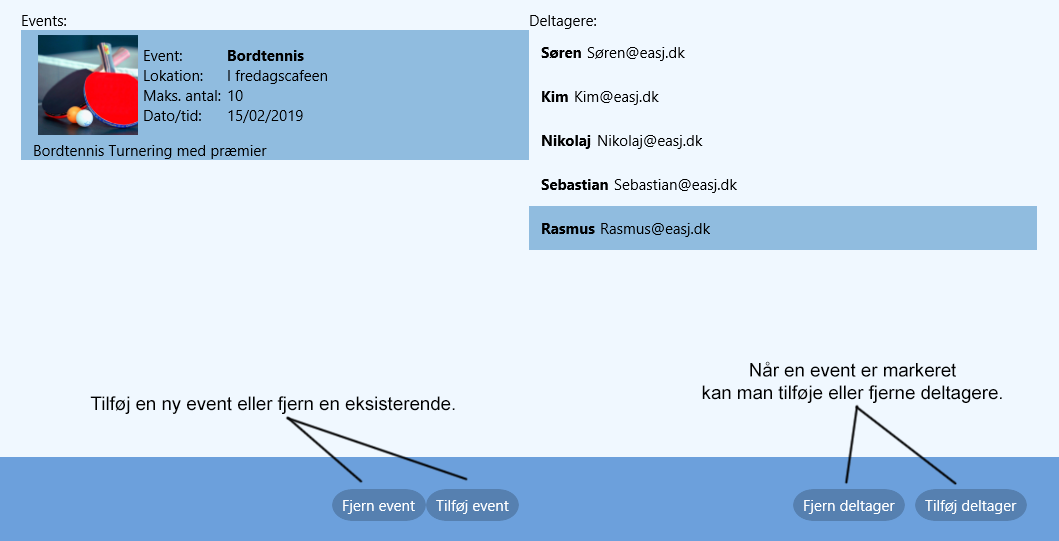 Events:
Event: Bordtennis
Lokation: I fredagscafeen
Maks. antal: 10
Dato/tid: 15/02/2019
Bordtennis Turnering med præmier
Deltagere:
Søren Søren@easj.dk
Kim Kim@easj.dk
Nikolaj Nikolaj@easj.dk
Sebastian Sebastian@easj.dk
Rasmus Rasmus@easj.dk
Tilføj en ny event eller fjern en eksisterende.
Når en event er markeret
kan man tilføje eller fjerne deltagere.
Fjern event
Tilføj event
Fjern deltager
Tilføj deltager